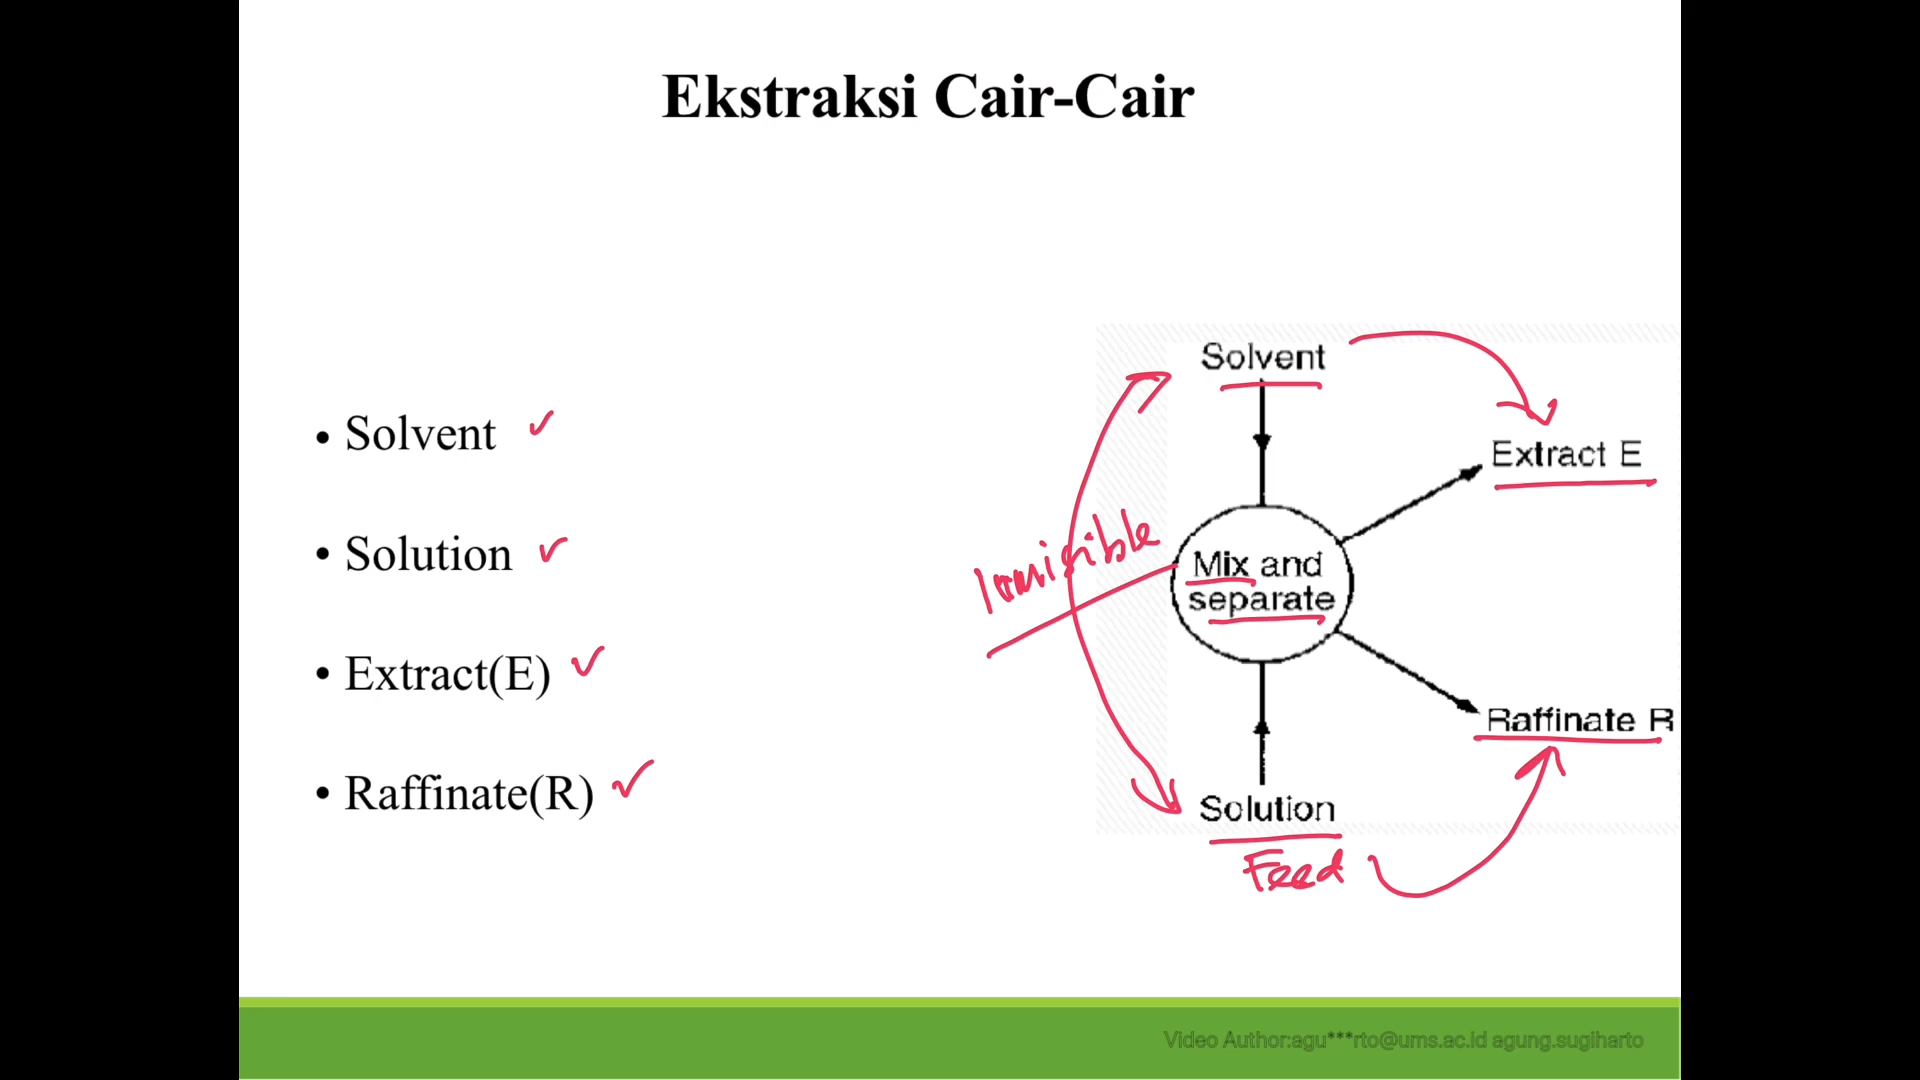 Ekstraksi Cair-Cair
• Solvent
• Solution
• Extract(E)
• Raffinate(R)
Solvent
Extract E
Mix and
separate
Raffinate R
Solution
Feed
Video Author:agu***rto@ums.ac.id agung.sugiharto